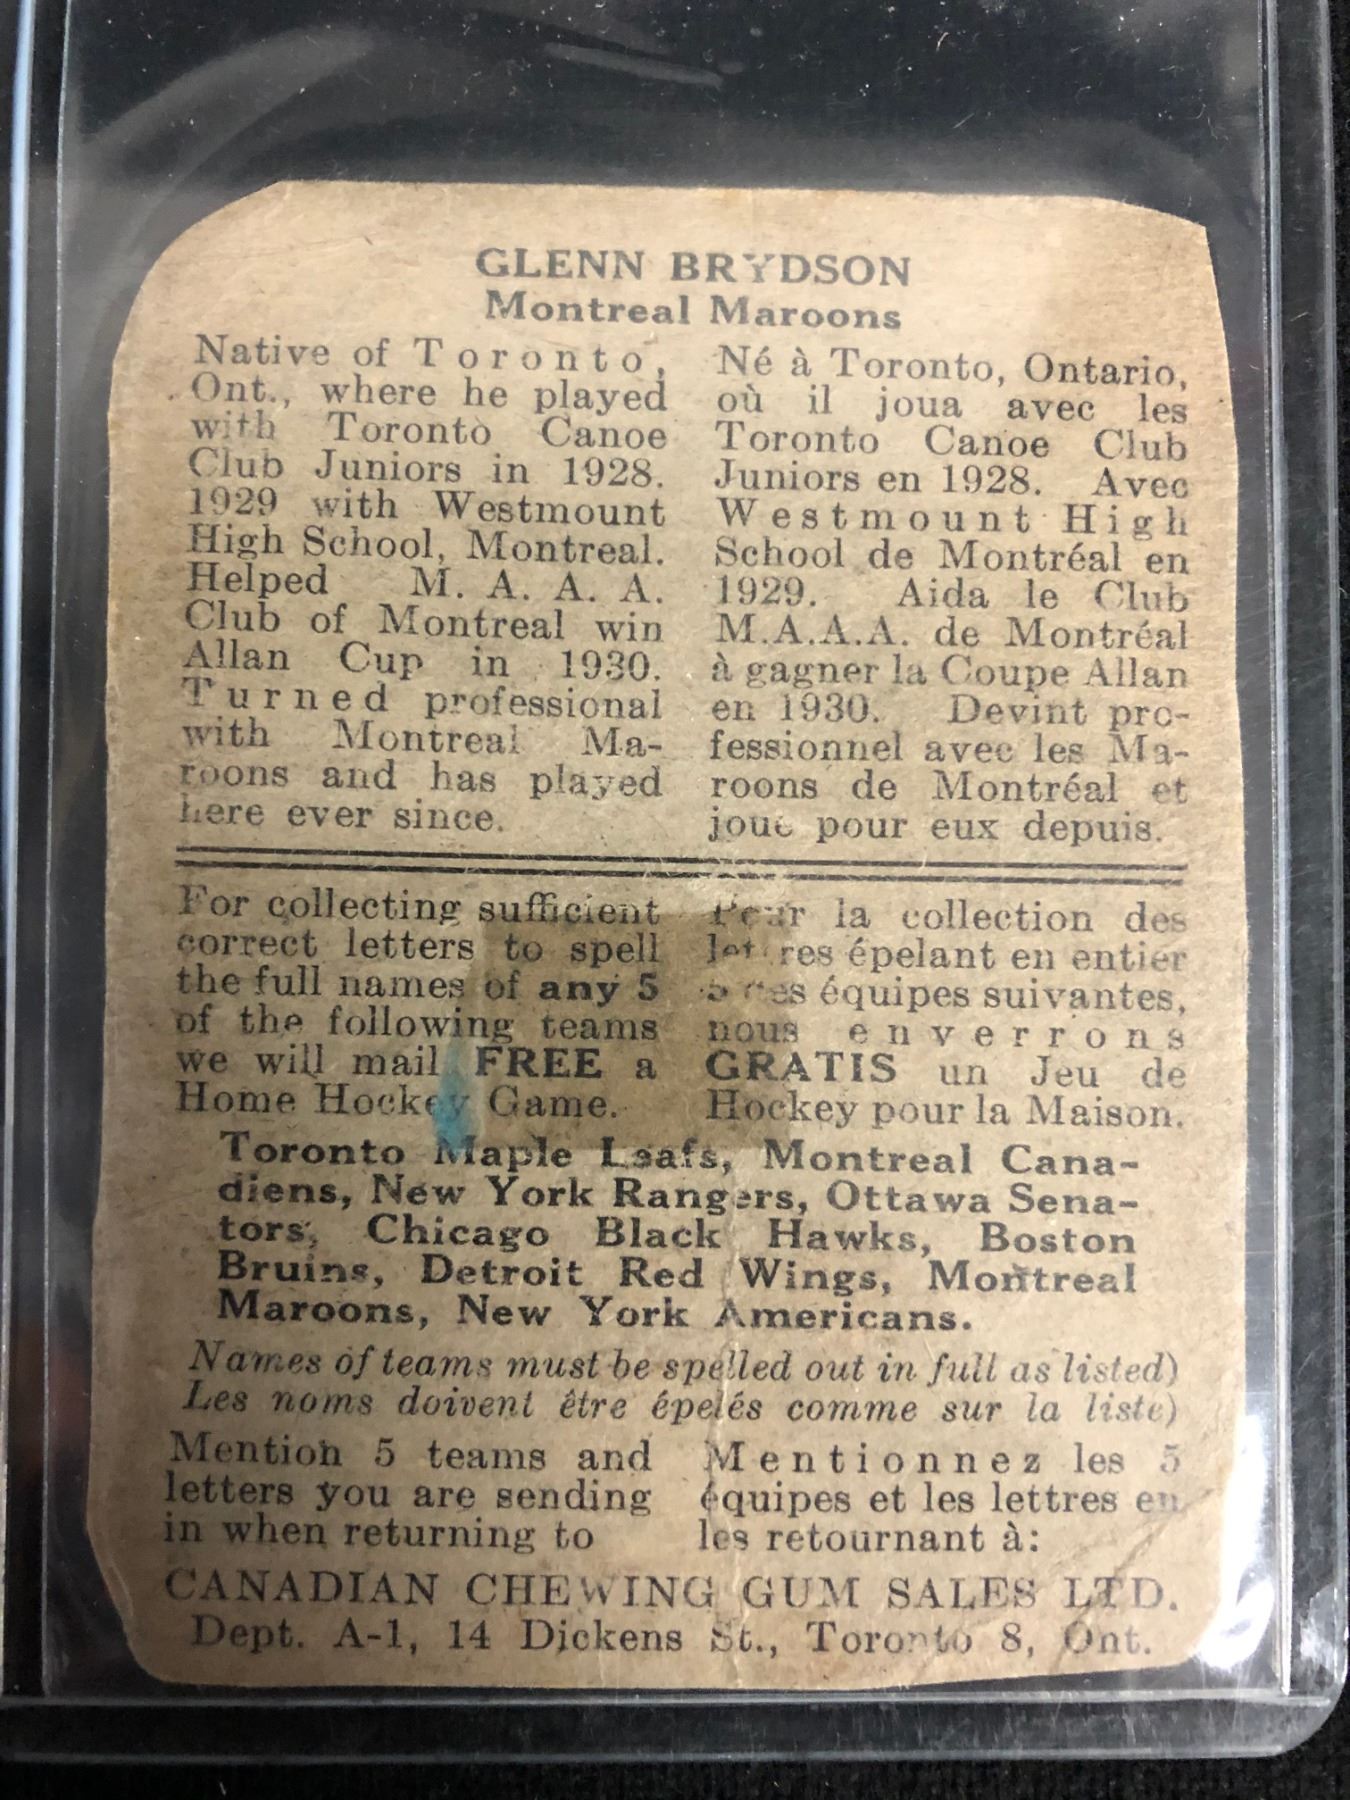 GLENN BRYDSON
Montreal Maroons
Native of Toronto,
Ont., where he played
with Toronto Canoe
Club Juniors in 1928.
1929 with Westmount
High School, Montreal.
Helped M. A. A. A.
Club of Montreal win
Allan Cup in 1930.
Turned professional
with Montreal Ma-
roons and has played
here ever since.
Né à Toronto, Ontario,
où il joua avec les
Toronto Canoe Club
Juniors en 1928. Avec
Westmount High
School de Montréal en
1929. Aida le Club
M.A.A.A. de Montréal
à gagner la Coupe Allan
en 1930. Devint pro-
fessionnel avec les Ma-
roons de Montréal et
joue pour eux depuis.
For collecting sufficient
correct letters to spell
the full names of any 5
of the following teams
we will mail FREE a
Home Hockey Game.
Pour la collection des
lettres épelant en entier
5 des équipes suivantes,
nous enverrons
GRATIS un Jeu de
Hockey pour la Maison.
Toronto Maple Leafs, Montreal Cana-
diens, New York Rangers, Ottawa Sena-
tors, Chicago Black Hawks, Boston
Bruins, Detroit Red Wings, Montreal
Maroons, New York Americans.
Names of teams must be spelled out in full as listed)
Les noms doivent être épelés comme sur la liste)
Mention 5 teams and
letters you are sending
in when returning to
Mentionnez les 5
équipes et les lettres en
les retournant à:
CANADIAN CHEWING GUM SALES LTD.
Dept. A-1, 14 Dickens St., Toronto 8, Ont.